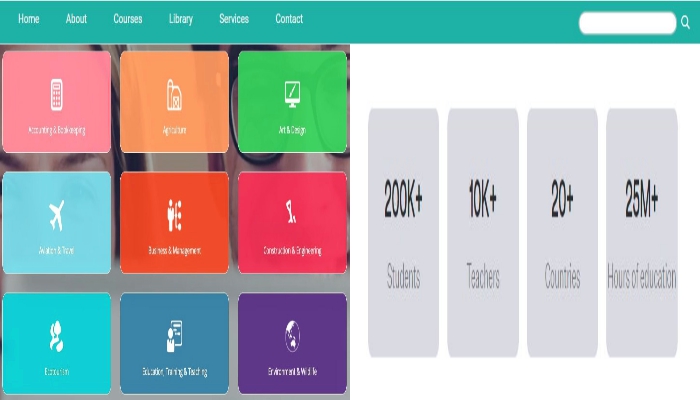 Home About Courses Library Services Contact
Accounting & Bookkeeping Agriculture Art & Design
Aviation & Travel Business & Management Construction & Engineering
Ecotourism Education, Training & Teaching Environment & Wildlife
200K+ 10K+ 20+ 25M+
Students Teachers Countries Hours of education